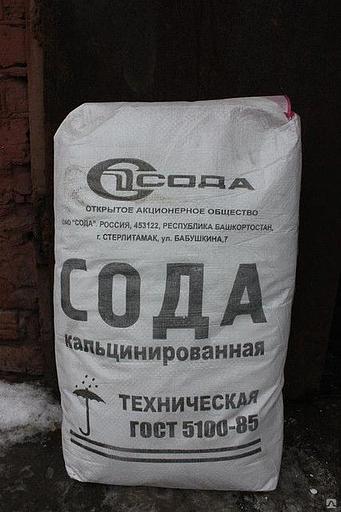 СОДА
ОТКРЫТОЕ АКЦИОНЕРНОЕ ОБЩЕСТВО
ОАО "СОДА". РОССИЯ, 453122, РЕСПУБЛИКА БАШКОРТОСТАН,
г. СТЕРЛИТАМАК, ул. БАБУШКИНА,7
СОДА
кальцинированная
ТЕХНИЧЕСКАЯ
ГОСТ 5100-85